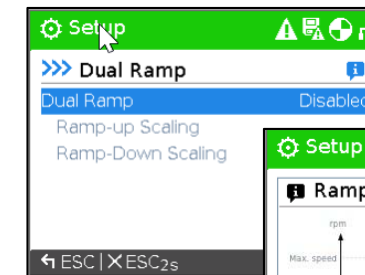 Setup
>>> Dual Ramp
Dual Ramp Disabled
Ramp-up Scaling
Ramp-Down Scaling
ESC | ESC2s
Setup
Ramp
rpm
Max. speed